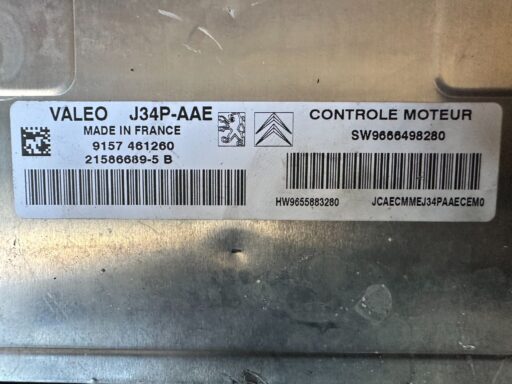 VALEO J34P-AAE
MADE IN FRANCE
9157 461260
21586689-5 B
CONTROLE MOTEUR
SW9666498280
HW9655883280
JCAECMMEJ34PAAECEM0